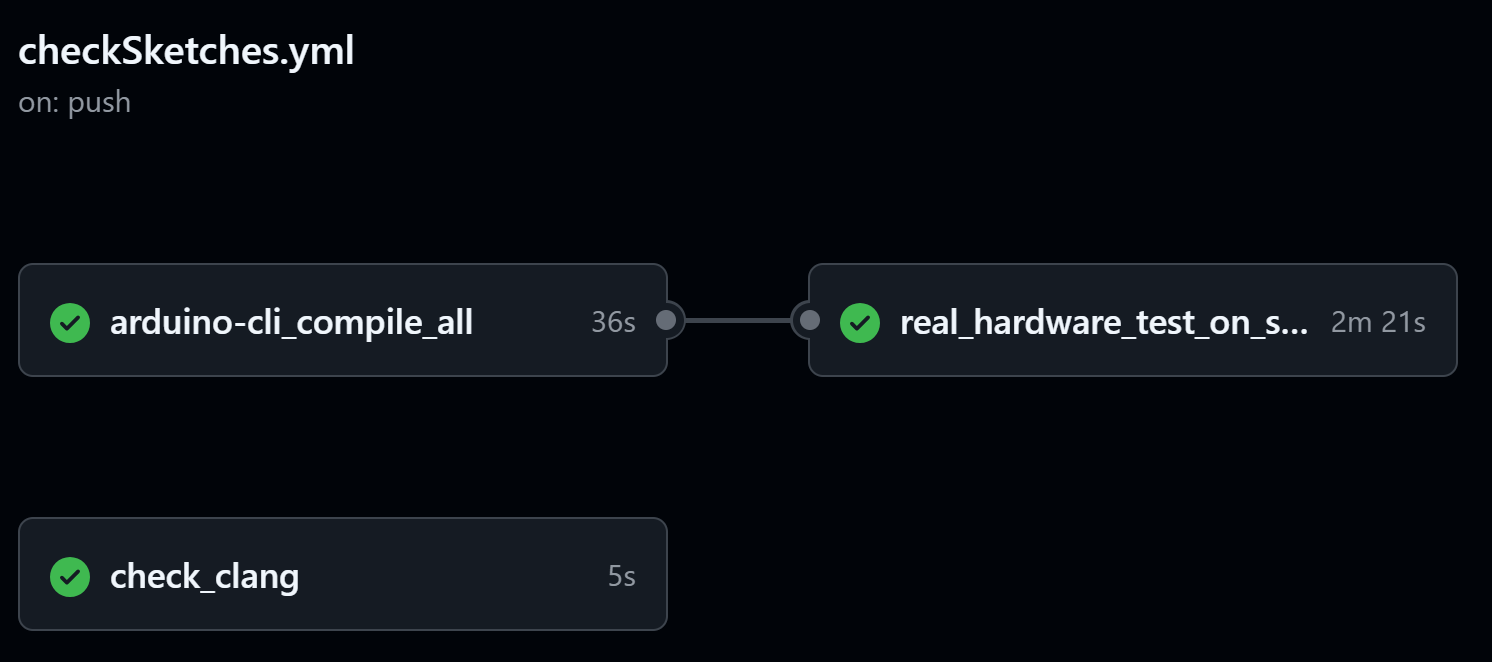 checkSketches.yml
on: push
arduino-cli_compile_all 36s
real_hardware_test_on_s... 2m 21s
check_clang 5s